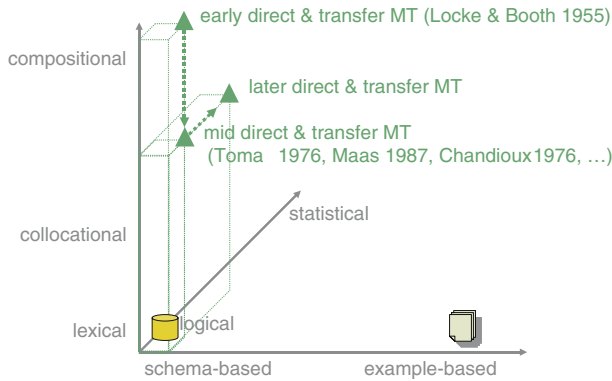 early direct & transfer MT (Locke & Booth 1955)
compositional
later direct & transfer MT
mid direct & transfer MT
(Toma 1976, Maas 1987, Chandioux1976, ...)
statistical
collocational
logical
lexical
schema-based
example-based